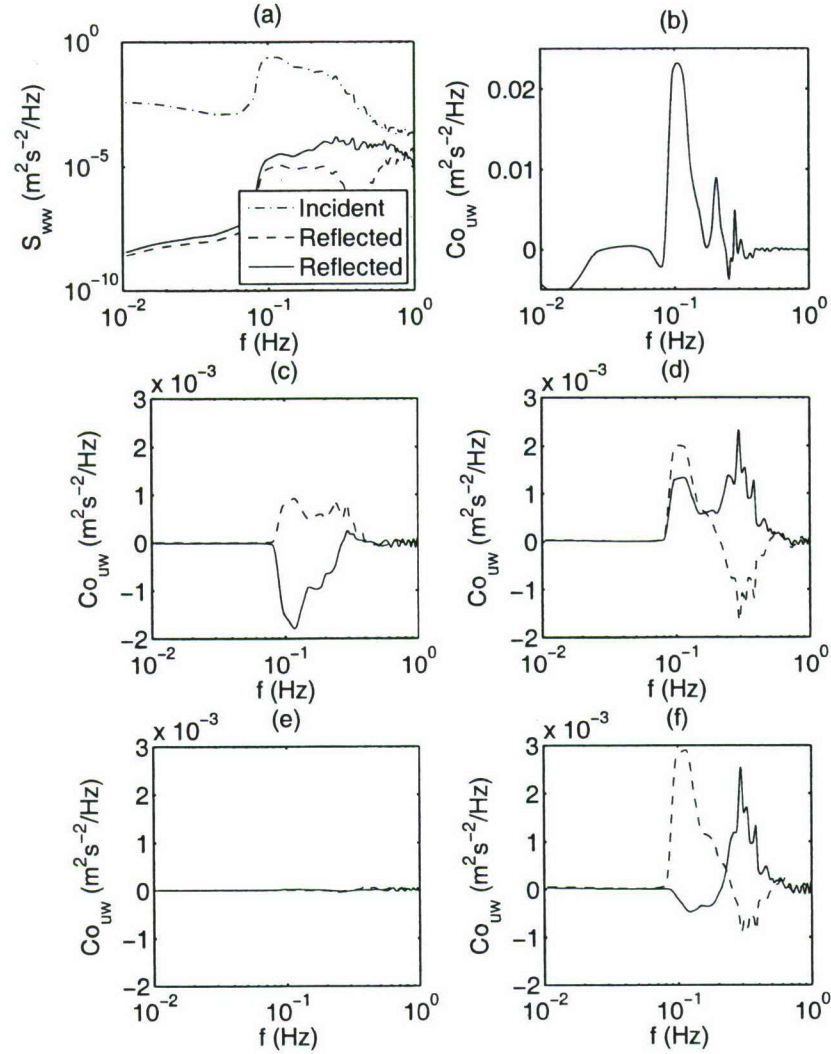 (a)
10^0
10^-5
10^-10
S_ww (m^2s^-2/Hz)
Incident
Reflected
Reflected
10^-2
10^-1
10^0
f (Hz)
(b)
0.02
0.01
0
Co_uw (m^2s^-2/Hz)
10^-2
10^-1
10^0
f (Hz)
(c)
x 10^-3
3
2
1
0
−1
−2
Co_uw (m^2s^-2/Hz)
10^-2
10^-1
10^0
f (Hz)
(d)
x 10^-3
3
2
1
0
−1
−2
Co_uw (m^2s^-2/Hz)
10^-2
10^-1
10^0
f (Hz)
(e)
x 10^-3
3
2
1
0
−1
−2
Co_uw (m^2s^-2/Hz)
10^-2
10^-1
10^0
f (Hz)
(f)
x 10^-3
3
2
1
0
−1
−2
Co_uw (m^2s^-2/Hz)
10^-2
10^-1
10^0
f (Hz)